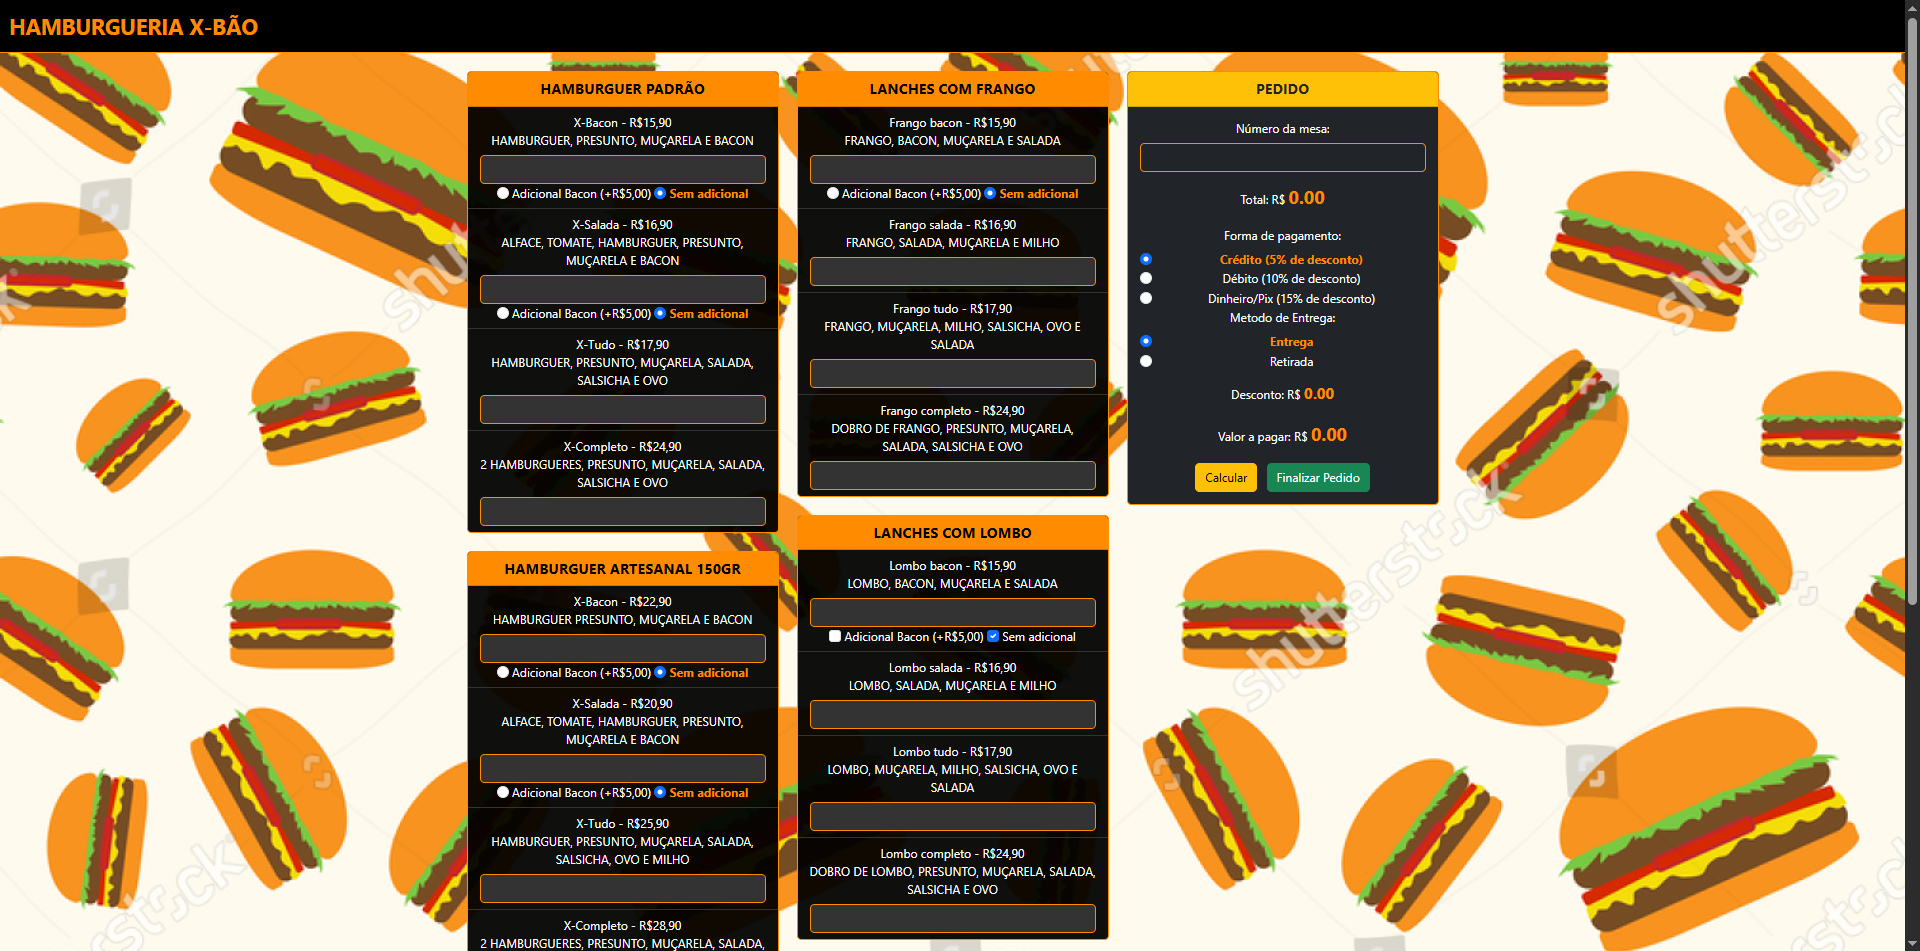 HAMBURGUERIA X-BÃO
HAMBURGUER PADRÃO
X-Bacon - R$15,90
HAMBURGUER, PRESUNTO, MUÇARELA E BACON
Adicional Bacon (+R$5,00) Sem adicional
X-Salada - R$16,90
ALFACE, TOMATE, HAMBURGUER, PRESUNTO,
MUÇARELA E BACON
Adicional Bacon (+R$5,00) Sem adicional
X-Tudo - R$17,90
HAMBURGUER, PRESUNTO, MUÇARELA, SALADA,
SALSICHA E OVO
X-Completo - R$24,90
2 HAMBURGUERES, PRESUNTO, MUÇARELA, SALADA,
SALSICHA E OVO
HAMBURGUER ARTESANAL 150GR
X-Bacon - R$22,90
HAMBURGUER PRESUNTO, MUÇARELA E BACON
Adicional Bacon (+R$5,00) Sem adicional
X-Salada - R$20,90
ALFACE, TOMATE, HAMBURGUER, PRESUNTO,
MUÇARELA E BACON
Adicional Bacon (+R$5,00) Sem adicional
X-Tudo - R$25,90
HAMBURGUER, PRESUNTO, MUÇARELA, SALADA,
SALSICHA, OVO E MILHO
X-Completo - R$28,90
2 HAMBURGUERES, PRESUNTO, MUÇARELA, SALADA,
LANCHES COM FRANGO
Frango bacon - R$15,90
FRANGO, BACON, MUÇARELA E SALADA
Adicional Bacon (+R$5,00) Sem adicional
Frango salada - R$16,90
FRANGO, SALADA, MUÇARELA E MILHO
Frango tudo - R$17,90
FRANGO, MUÇARELA, MILHO, SALSICHA, OVO E
SALADA
Frango completo - R$24,90
DOBRO DE FRANGO, PRESUNTO, MUÇARELA,
SALADA, SALSICHA E OVO
LANCHES COM LOMBO
Lombo bacon - R$15,90
LOMBO, BACON, MUÇARELA E SALADA
Adicional Bacon (+R$5,00) Sem adicional
Lombo salada - R$16,90
LOMBO, SALADA, MUÇARELA E MILHO
Lombo tudo - R$17,90
LOMBO, MUÇARELA, MILHO, SALSICHA, OVO E
SALADA
Lombo completo - R$24,90
DOBRO DE LOMBO, PRESUNTO, MUÇARELA, SALADA,
SALSICHA E OVO
PEDIDO
Número da mesa:
Total: R$ 0.00
Forma de pagamento:
Crédito (5% de desconto)
Débito (10% de desconto)
Dinheiro/Pix (15% de desconto)
Metodo de Entrega:
Entrega
Retirada
Desconto: R$ 0.00
Valor a pagar: R$ 0.00
Calcular
Finalizar Pedido
shutterstock
shutterstock